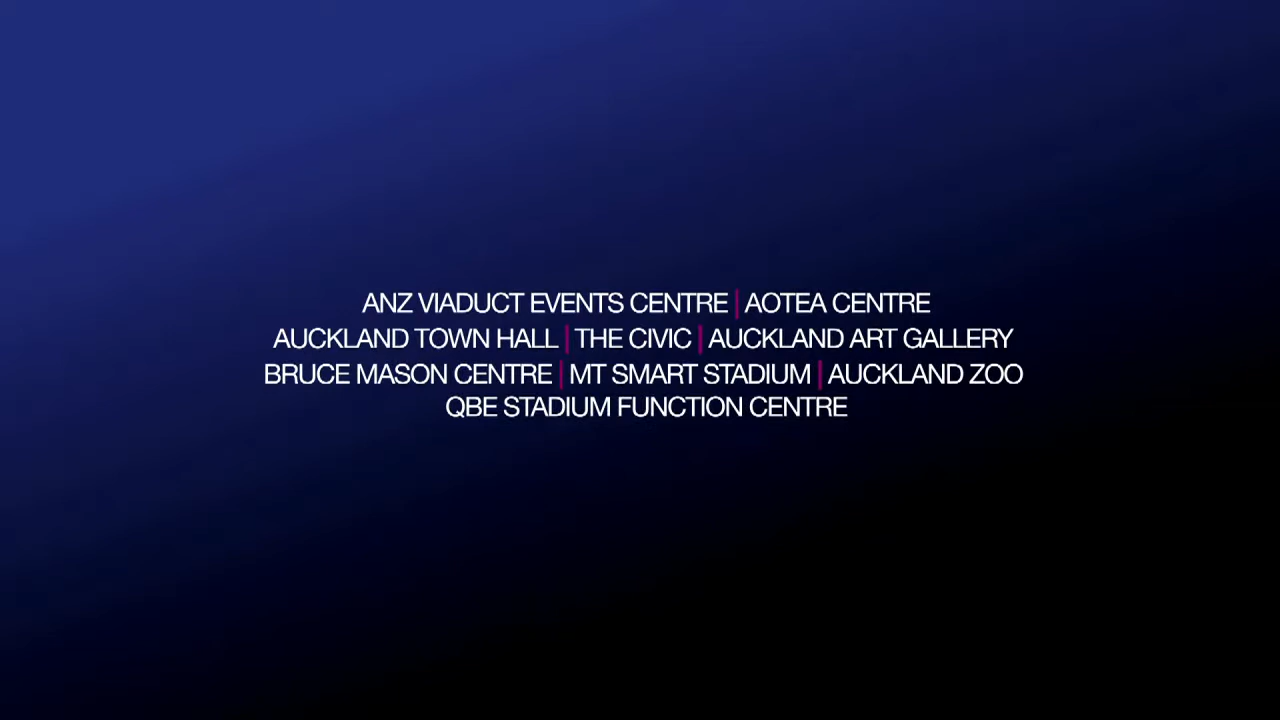 ANZ VIADUCT EVENTS CENTRE | AOTEA CENTRE
AUCKLAND TOWN HALL | THE CIVIC | AUCKLAND ART GALLERY
BRUCE MASON CENTRE | MT SMART STADIUM | AUCKLAND ZOO
QBE STADIUM FUNCTION CENTRE